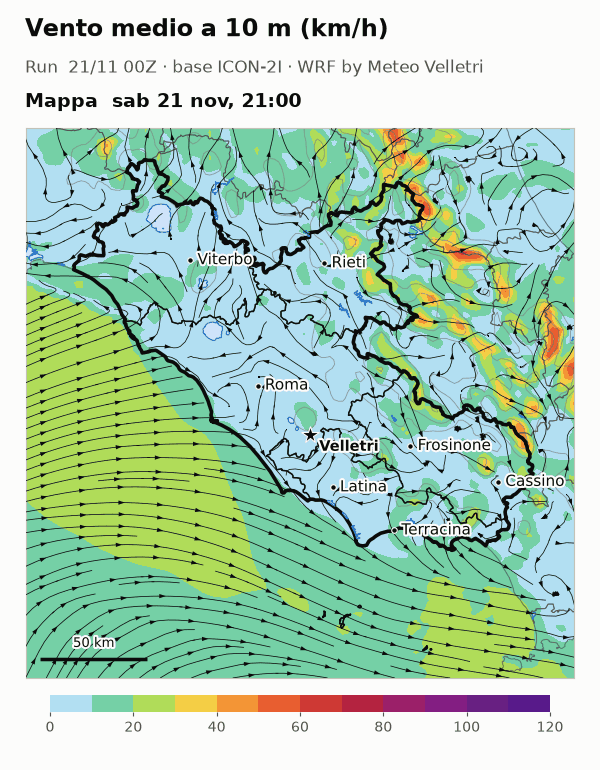 Vento medio a 10 m (km/h)
Run 21/11 00Z · base ICON-2I · WRF by Meteo Velletri
Mappa sab 21 nov, 21:00
Viterbo
Rieti
Roma
Velletri
Frosinone
Latina
Cassino
Terracina
50 km
0 20 40 60 80 100 120